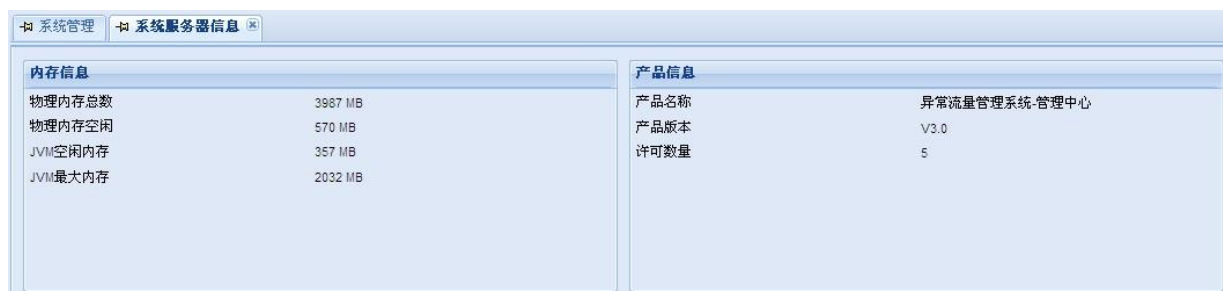 系统管理 系统服务器信息
内存信息
物理内存总数 3987 MB
物理内存空闲 570 MB
JVM空闲内存 357 MB
JVM最大内存 2032 MB
产品信息
产品名称 异常流量管理系统-管理中心
产品版本 V3.0
许可数量 5